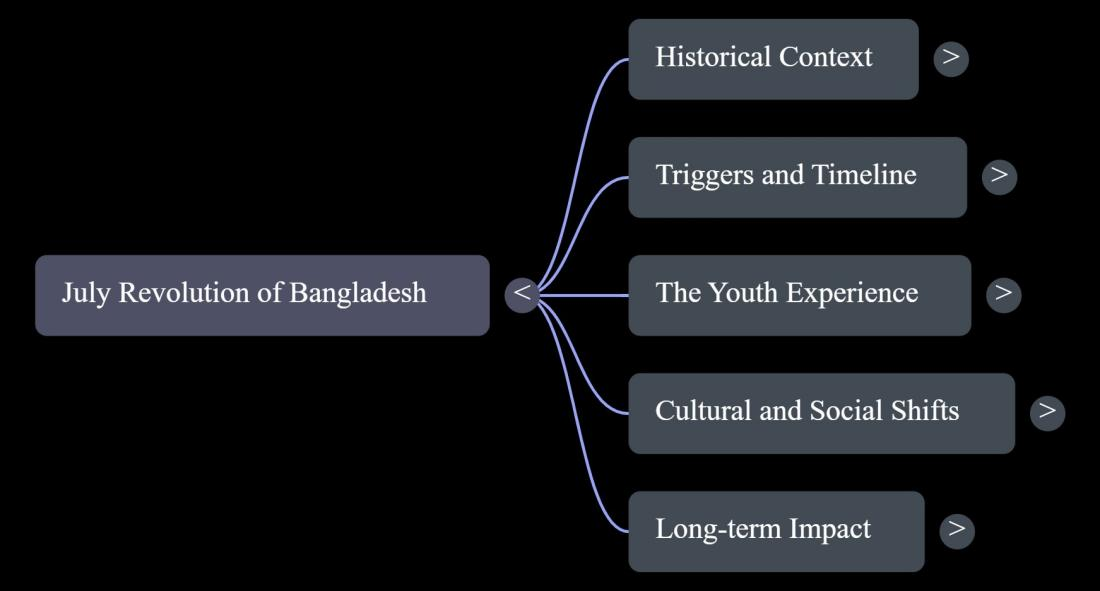 Historical Context >
Triggers and Timeline >
July Revolution of Bangladesh < The Youth Experience >
Cultural and Social Shifts >
Long-term Impact >